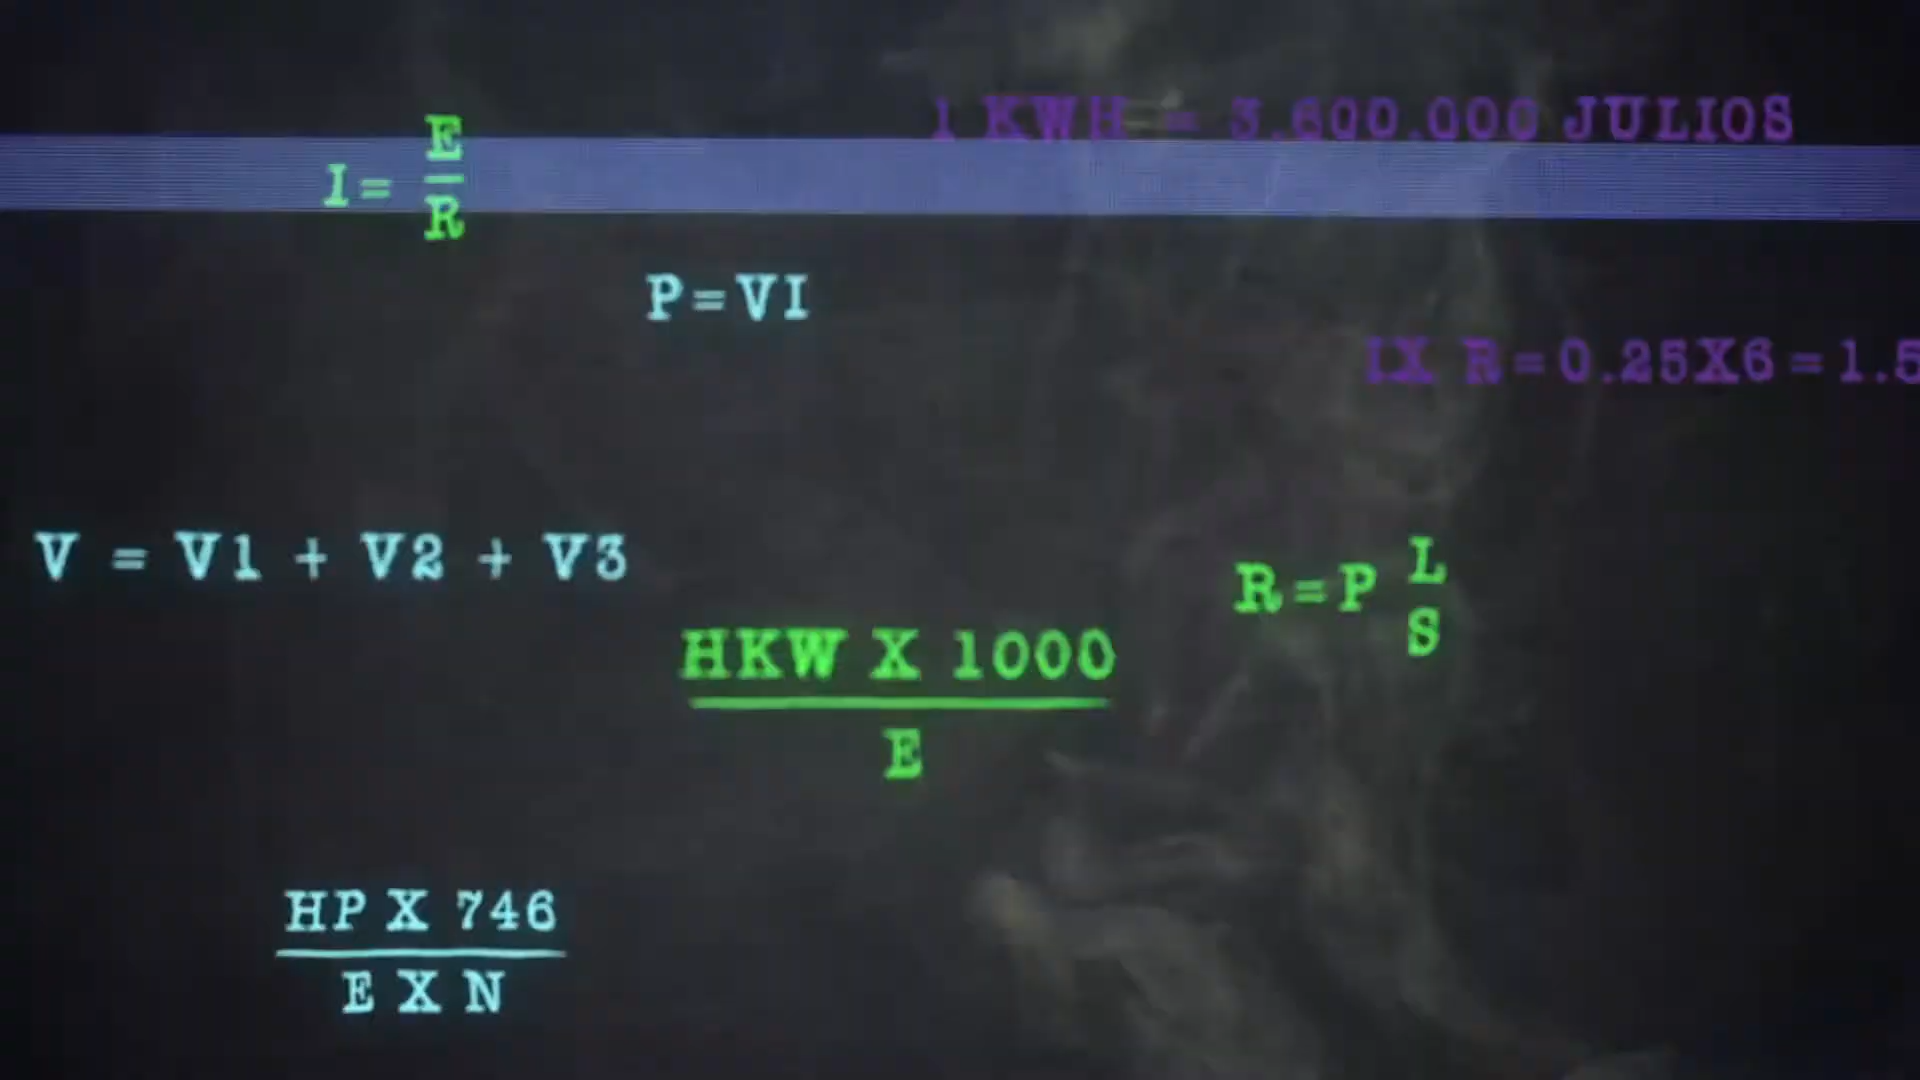 1 KWH = 3.600.000 JULIOS
I = E
R
P=VI
IX R=0.25X6=1.5
V = V1 + V2 + V3
R=P L
S
HKW X 1000
E
HP X 746
E X N